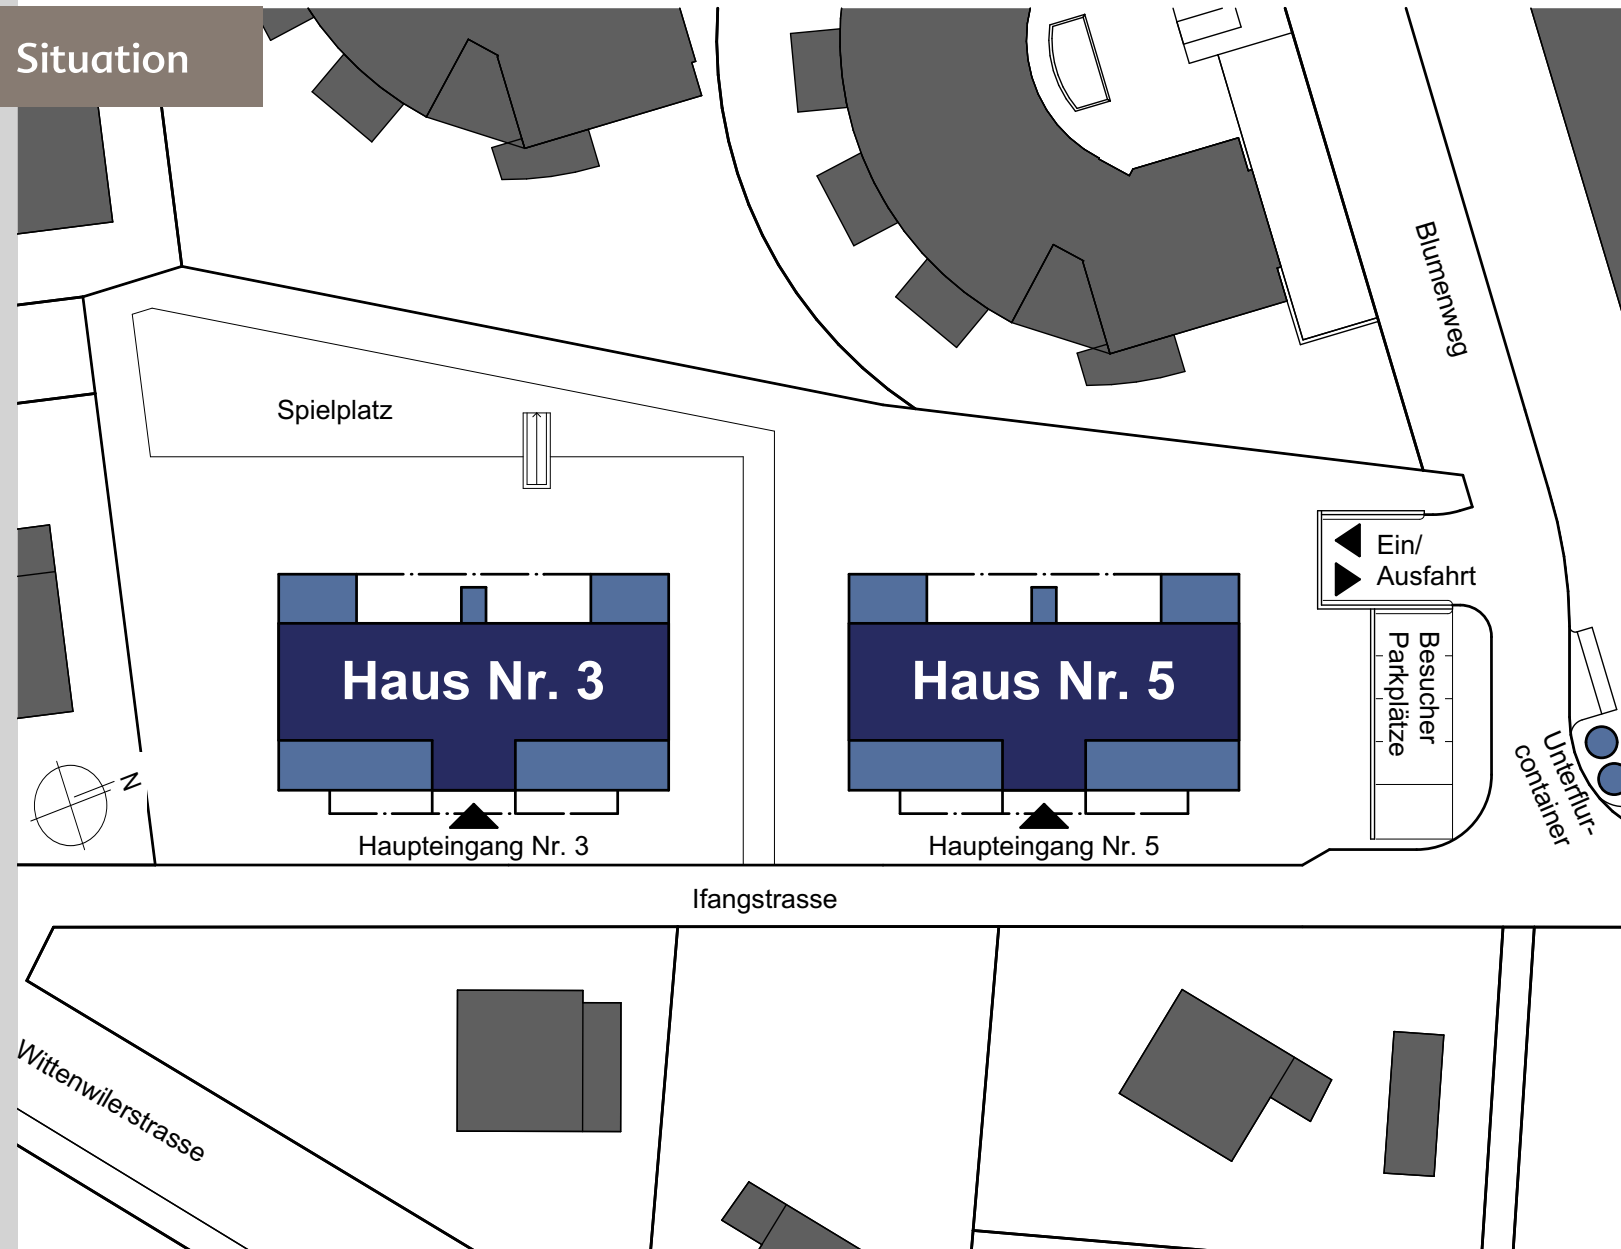 Situation
Blumenweg
Spielplatz
Ein/
Ausfahrt
Haus Nr. 3
Haus Nr. 5
Besucher
Parkplätze
Unterflur-
container
N
Haupteingang Nr. 3
Haupteingang Nr. 5
Ifangstrasse
Wittenwilerstrasse